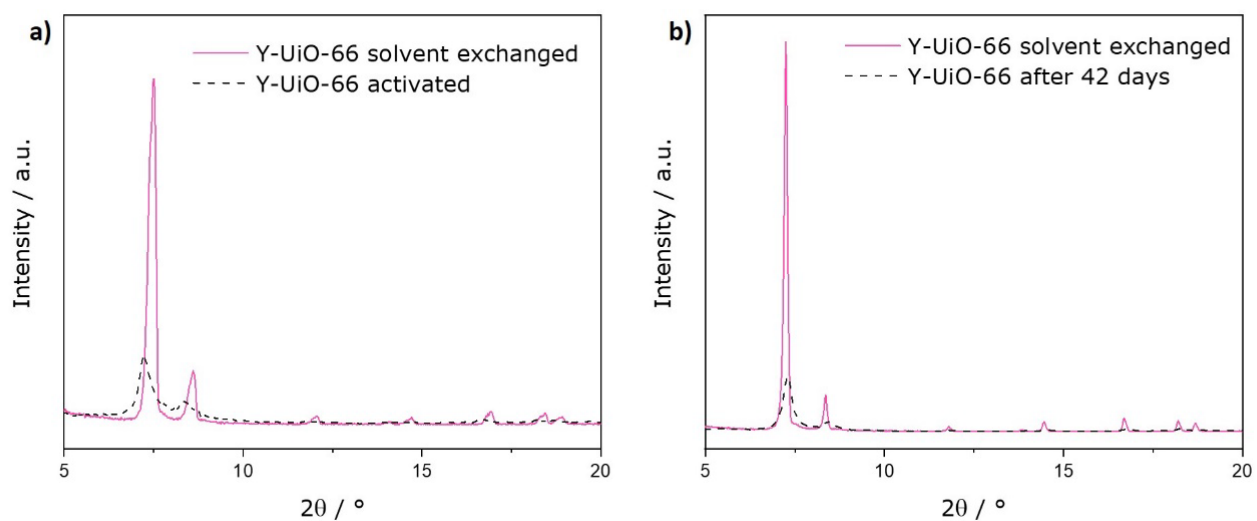 a)
Y-UiO-66 solvent exchanged
Y-UiO-66 activated
Intensity / a.u.
5
10
15
20
2θ / °
b)
Y-UiO-66 solvent exchanged
Y-UiO-66 after 42 days
Intensity / a.u.
5
10
15
20
2θ / °